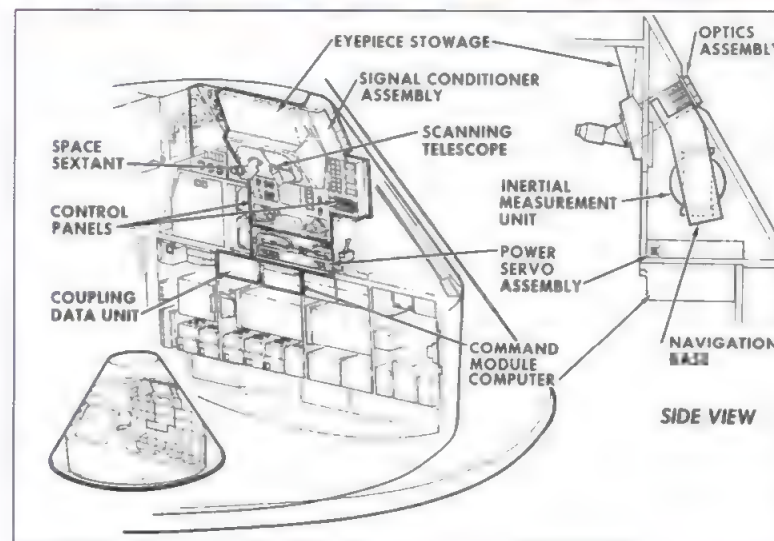 EYEPIECE STOWAGE
SIGNAL CONDITIONER
ASSEMBLY
SPACE
SEXTANT
SCANNING
TELESCOPE
CONTROL
PANELS
COUPLING
DATA UNIT
POWER
SERVO
ASSEMBLY
COMMAND
MODULE
COMPUTER
OPTICS
ASSEMBLY
INERTIAL
MEASUREMENT
UNIT
NAVIGATION
BASE
SIDE VIEW